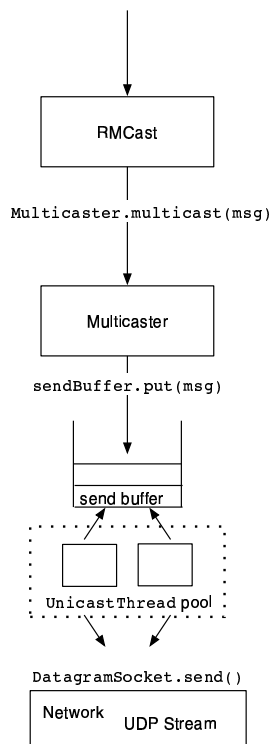 RMCast
Multicaster.multicast(msg)
Multicaster
sendBuffer.put(msg)
send buffer
UnicastThread pool
DatagramSocket.send()
Network
UDP Stream